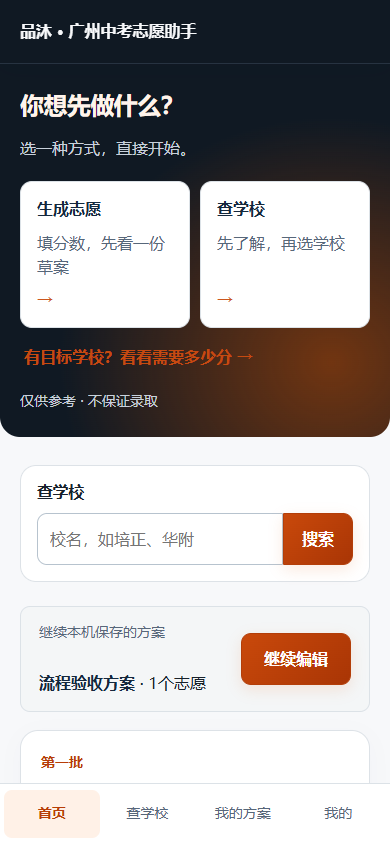 品沐 • 广州中考志愿助手
你想先做什么?
选一种方式，直接开始。
生成志愿
填分数，先看一份
草案
→
查学校
先了解，再选学校
→
有目标学校？看看需要多少分 →
仅供参考 · 不保证录取
查学校
校名，如培正、华附
搜索
继续本机保存的方案
流程验收方案 · 1个志愿
继续编辑
第一批
首页
查学校
我的方案
我的